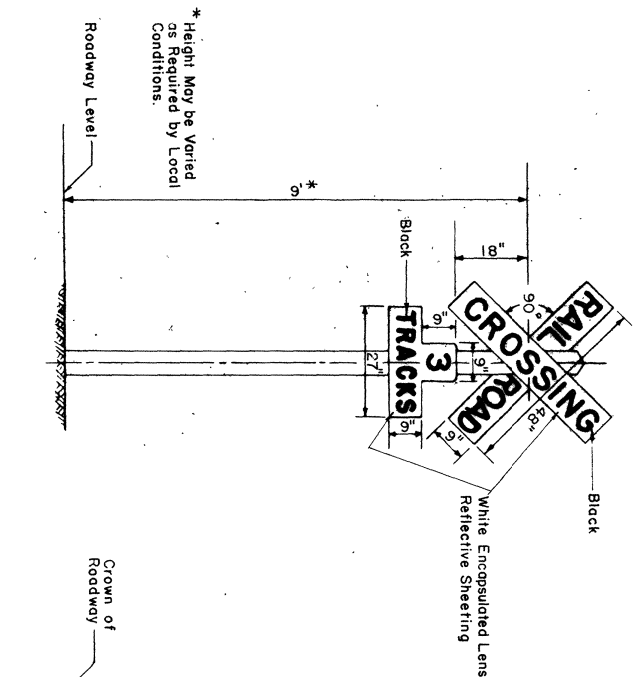 * Height May be Varied
as Required by Local
Conditions.
Roadway Level
9' *
18"
90°
RAIL
ROAD
CROSSING
48"
9"
Black
White Encapsulated Lens
Reflective Sheeting
Black
9"
9"
3
TRACKS
27"
9"
Crown of
Roadway